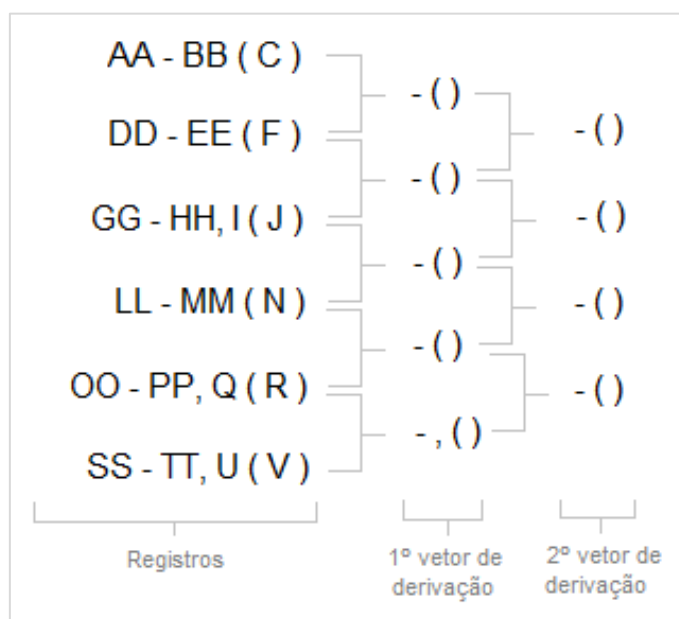 AA - BB ( C )
- ( )
DD - EE ( F )
- ( )
- ( )
GG - HH, I ( J )
- ( )
- ( )
LL - MM ( N )
- ( )
- ( )
OO - PP, Q ( R )
- ( )
- , ( )
SS - TT, U ( V )
Registros
1º vetor de
derivação
2º vetor de
derivação